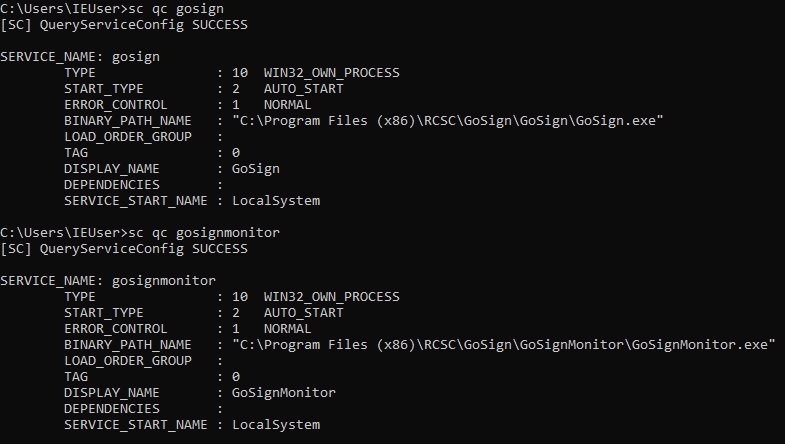 C:\Users\IEUser>sc qc gosign
[SC] QueryServiceConfig SUCCESS

SERVICE_NAME: gosign
        TYPE               : 10  WIN32_OWN_PROCESS
        START_TYPE         : 2   AUTO_START
        ERROR_CONTROL      : 1   NORMAL
        BINARY_PATH_NAME   : "C:\Program Files (x86)\RCSC\GoSign\GoSign\GoSign.exe"
        LOAD_ORDER_GROUP   :
        TAG                : 0
        DISPLAY_NAME       : GoSign
        DEPENDENCIES       :
        SERVICE_START_NAME : LocalSystem

C:\Users\IEUser>sc qc gosignmonitor
[SC] QueryServiceConfig SUCCESS

SERVICE_NAME: gosignmonitor
        TYPE               : 10  WIN32_OWN_PROCESS
        START_TYPE         : 2   AUTO_START
        ERROR_CONTROL      : 1   NORMAL
        BINARY_PATH_NAME   : "C:\Program Files (x86)\RCSC\GoSign\GoSignMonitor\GoSignMonitor.exe"
        LOAD_ORDER_GROUP   :
        TAG                : 0
        DISPLAY_NAME       : GoSignMonitor
        DEPENDENCIES       :
        SERVICE_START_NAME : LocalSystem